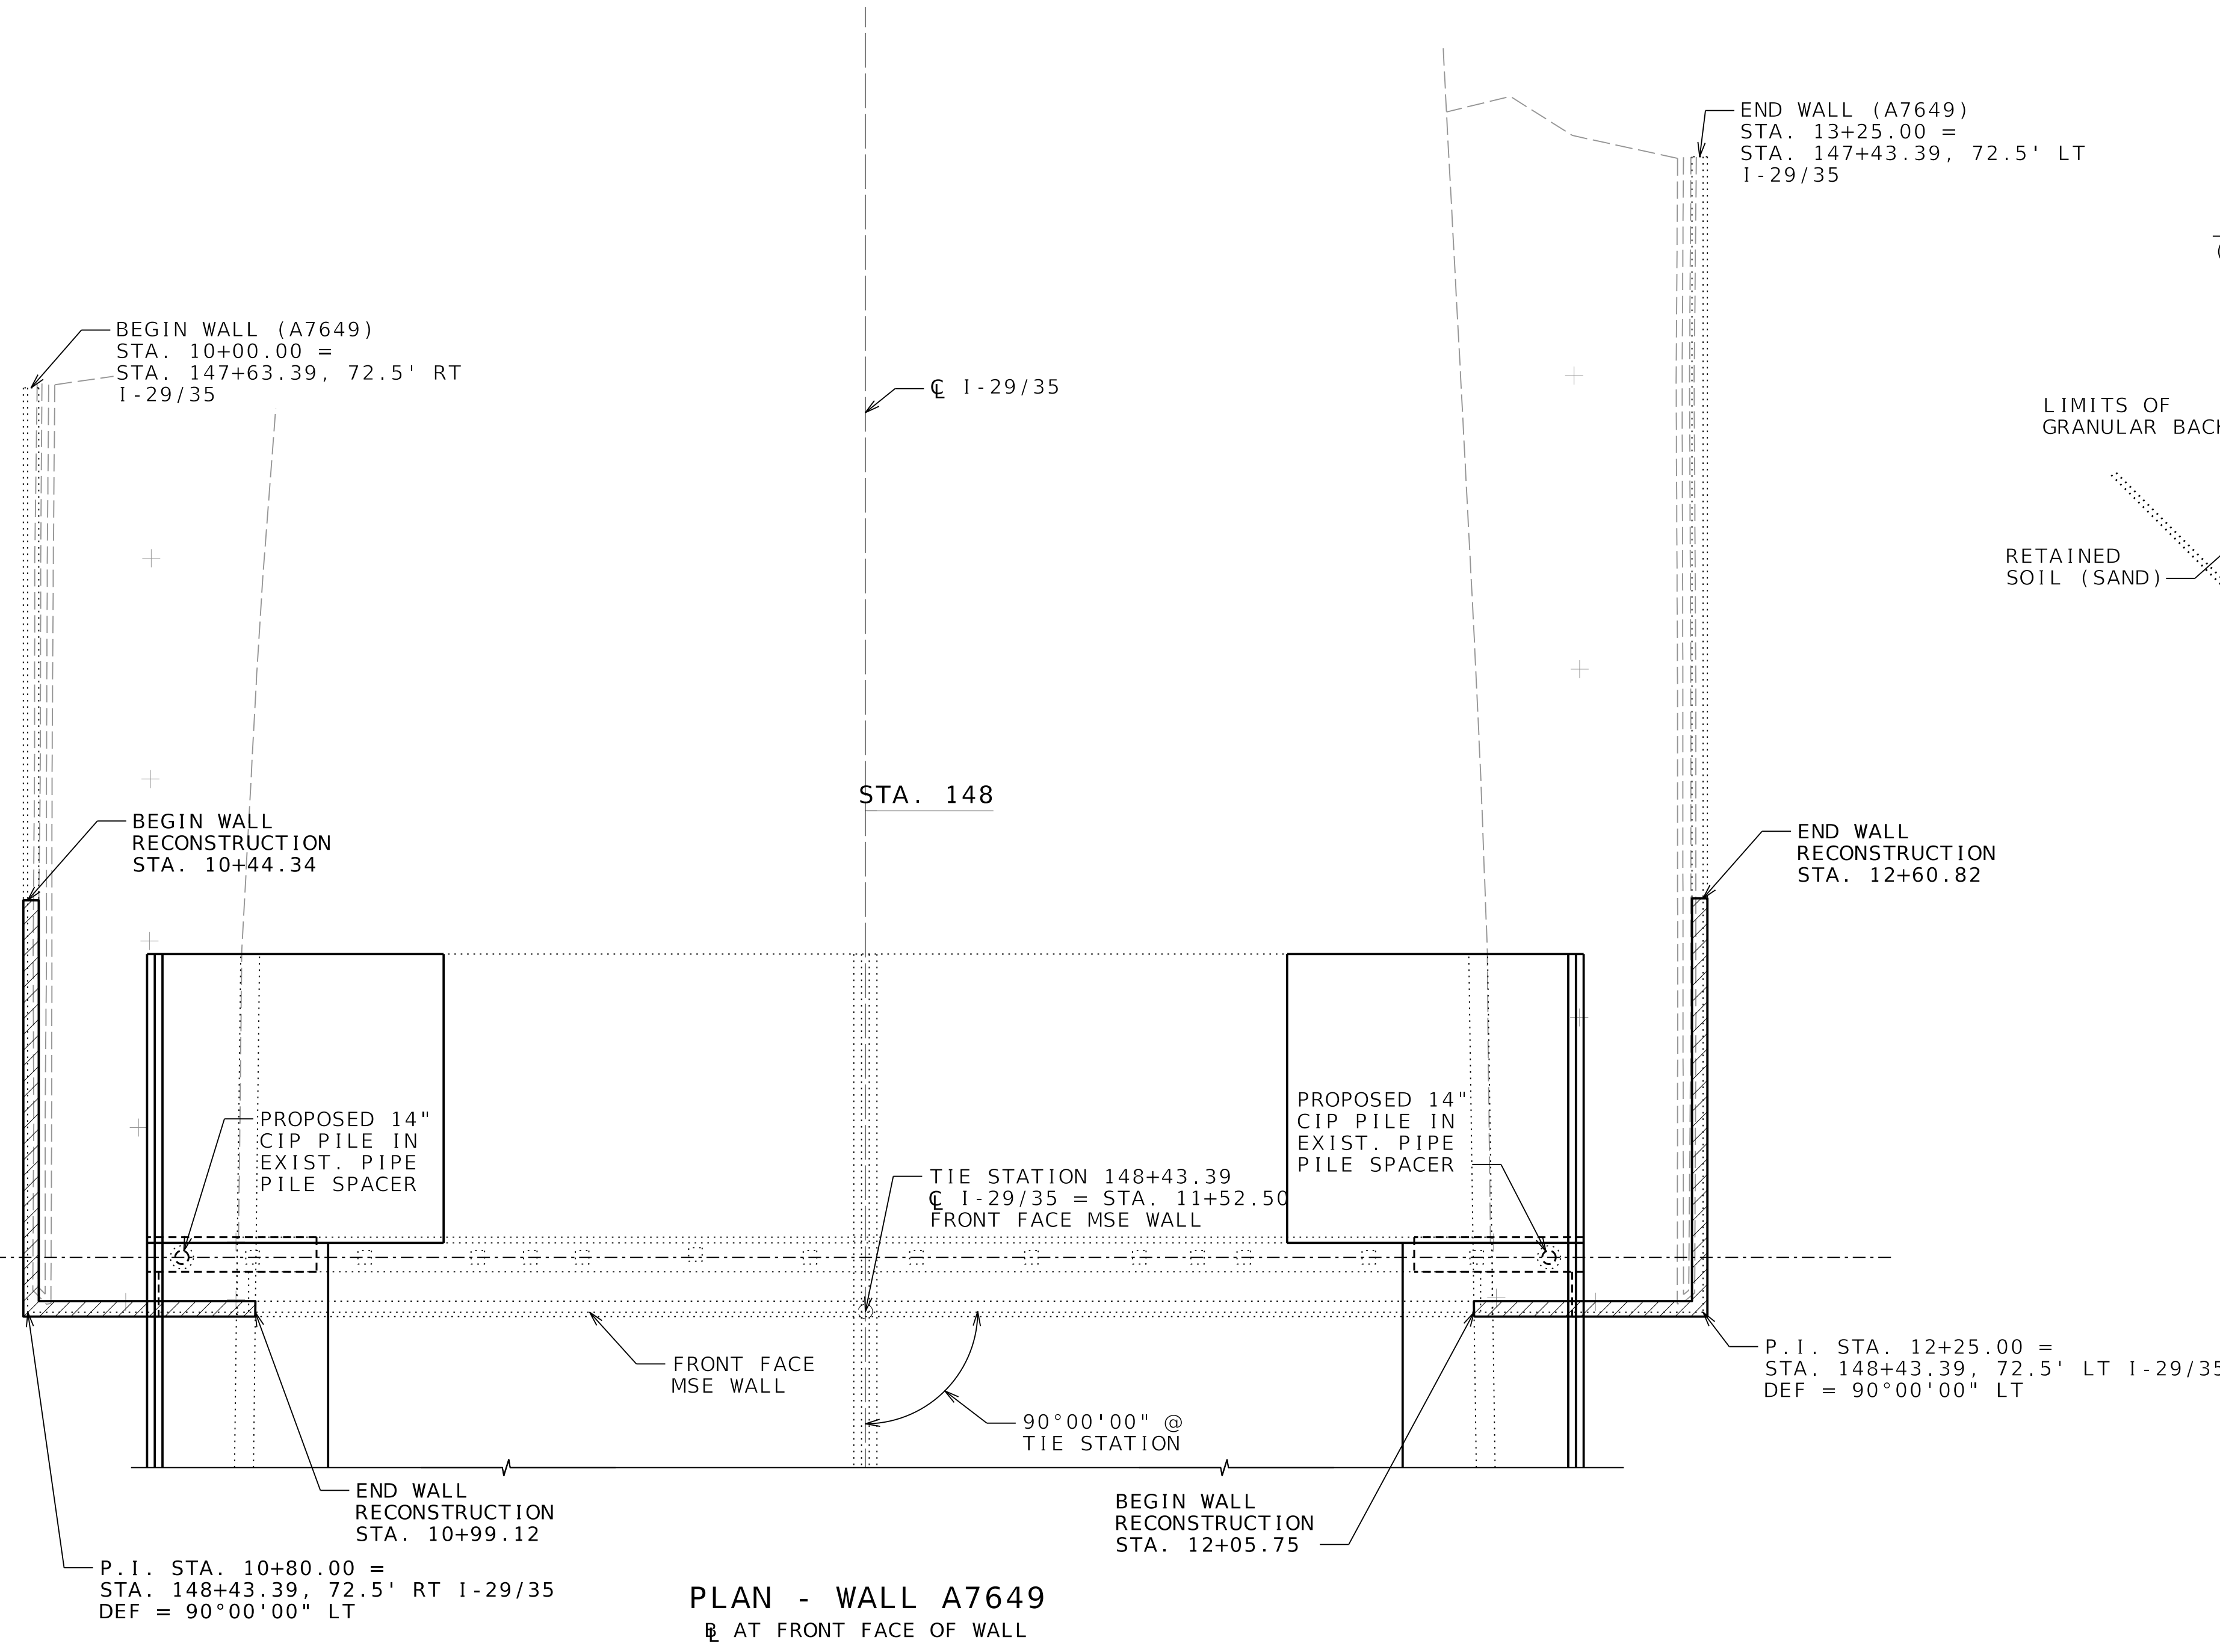 END WALL (A7649)
STA. 13+25.00 =
STA. 147+43.39, 72.5' LT
I-29/35
BEGIN WALL (A7649)
STA. 10+00.00 =
STA. 147+63.39, 72.5' RT
I-29/35
℄ I-29/35
LIMITS OF
GRANULAR
RETAINED
SOIL (SAND)
STA. 148
BEGIN WALL
RECONSTRUCTION
STA. 10+44.34
END WALL
RECONSTRUCTION
STA. 12+60.82
PROPOSED 14"
CIP PILE IN
EXIST. PIPE
PILE SPACER
PROPOSED 14"
CIP PILE IN
EXIST. PIPE
PILE SPACER
TIE STATION 148+43.39
℄ I-29/35 = STA. 11+52.50
FRONT FACE MSE WALL
FRONT FACE
MSE WALL
90°00'00" @
TIE STATION
P.I. STA. 12+25.00 =
STA. 148+43.39, 72.5' LT I-29/35
DEF = 90°00'00" LT
END WALL
RECONSTRUCTION
STA. 10+99.12
BEGIN WALL
RECONSTRUCTION
STA. 12+05.75
P.I. STA. 10+80.00 =
STA. 148+43.39, 72.5' RT I-29/35
DEF = 90°00'00" LT
PLAN - WALL A7649
BL AT FRONT FACE OF WALL